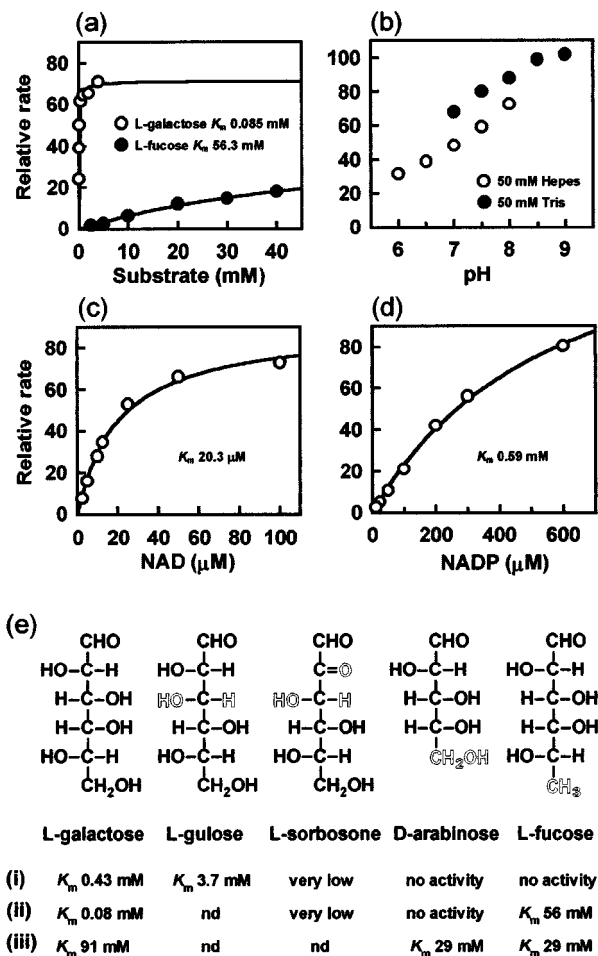 (a)
Relative rate
80
60
40
20
0
L-galactose Km 0.085 mM
L-fucose Km 56.3 mM
0 10 20 30 40
Substrate (mM)
(b)
100
80
60
40
20
0
50 mM Hepes
50 mM Tris
6 7 8 9
pH
(c)
Relative rate
80
60
40
20
0
Km 20.3 μM
0 20 40 60 80 100
NAD (μM)
(d)
80
60
40
20
0
Km 0.59 mM
0 200 400 600
NADP (μM)
(e)
CHO CHO CHO CHO CHO
HO-C-H HO-C-H C=O HO-C-H HO-C-H
H-C-OH HO-C-H HO-C-H H-C-OH H-C-OH
H-C-OH H-C-OH H-C-OH H-C-OH H-C-OH
HO-C-H HO-C-H HO-C-H CH2OH HO-C-H
CH2OH CH2OH CH2OH CH3
L-galactose L-gulose L-sorbosone D-arabinose L-fucose
(i) Km 0.43 mM Km 3.7 mM very low no activity no activity
(ii) Km 0.08 mM nd very low no activity Km 56 mM
(iii) Km 91 mM nd nd Km 29 mM Km 29 mM